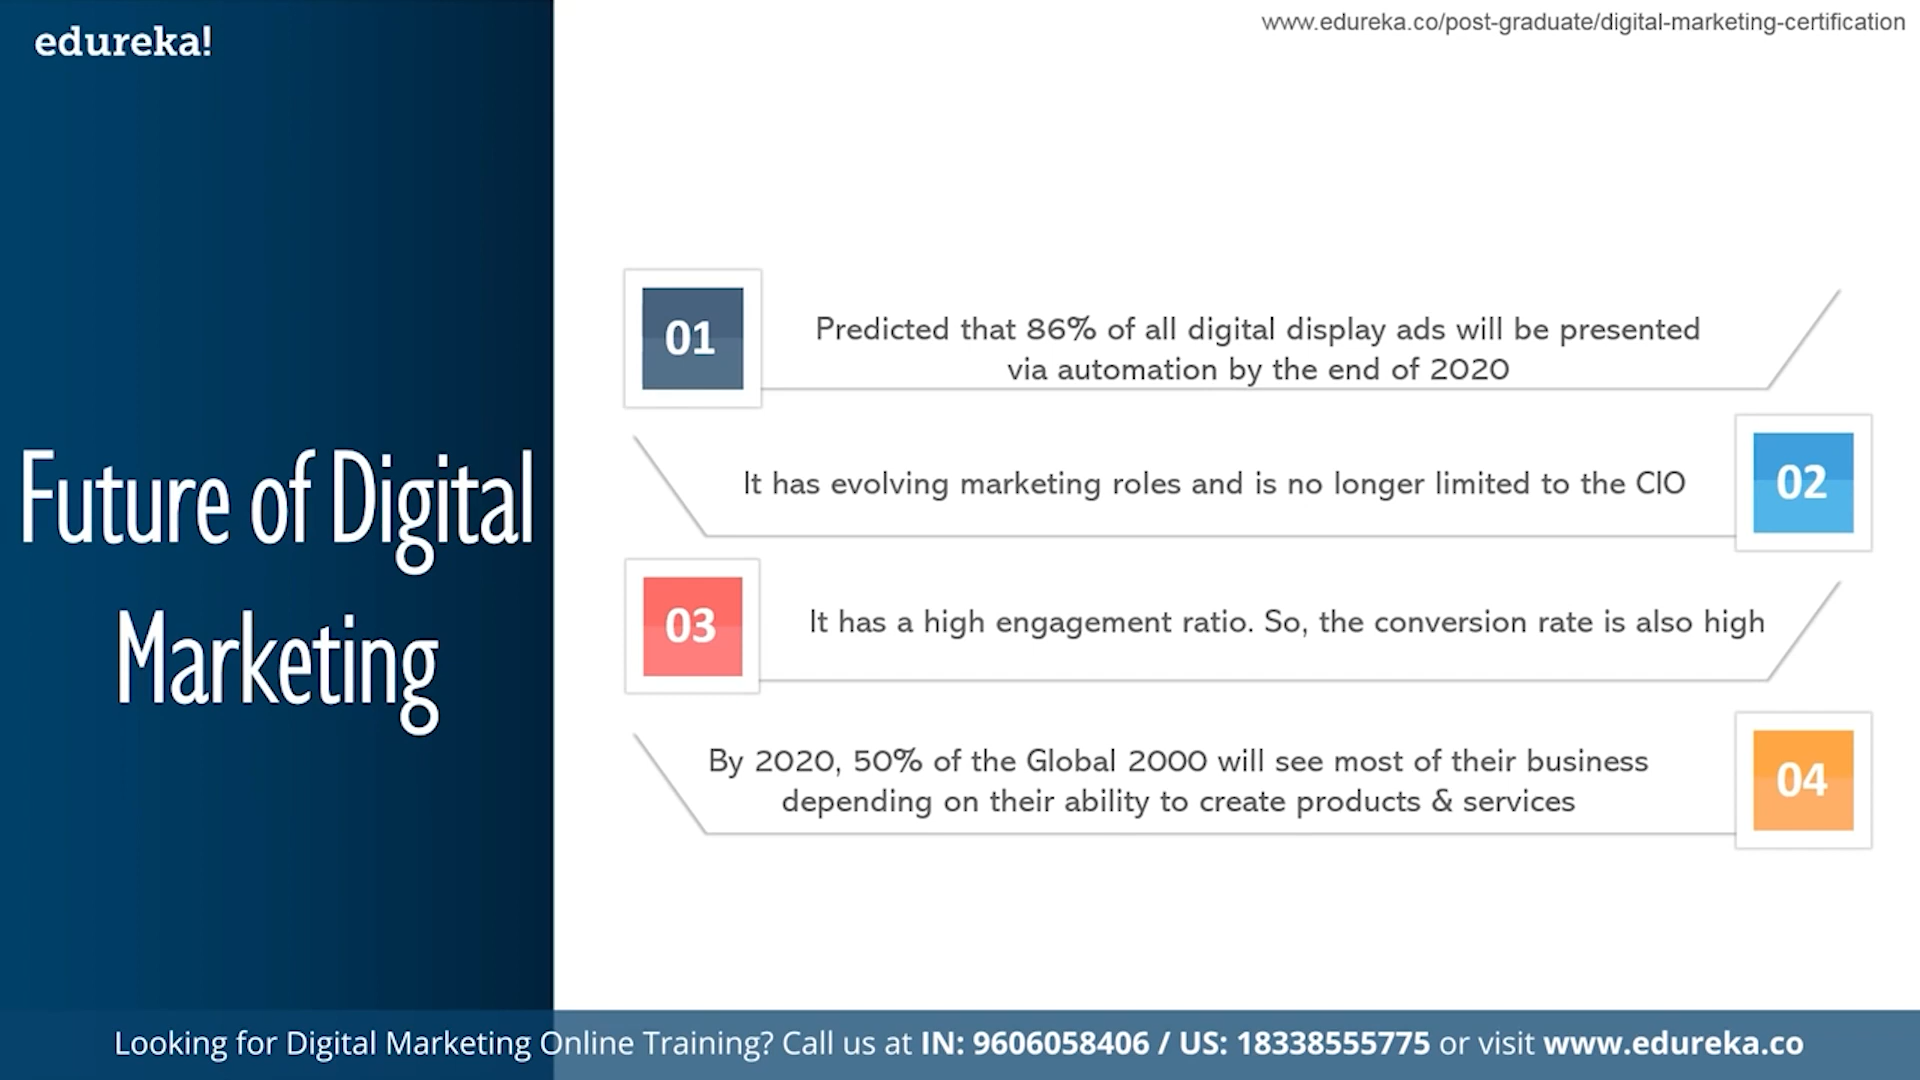 edureka!
www.edureka.co/post-graduate/digital-marketing-certification
Future of Digital
Marketing
01
Predicted that 86% of all digital display ads will be presented
via automation by the end of 2020
It has evolving marketing roles and is no longer limited to the CIO
02
03
It has a high engagement ratio. So, the conversion rate is also high
By 2020, 50% of the Global 2000 will see most of their business
depending on their ability to create products & services
04
Looking for Digital Marketing Online Training? Call us at IN: 9606058406 / US: 18338555775 or visit www.edureka.co